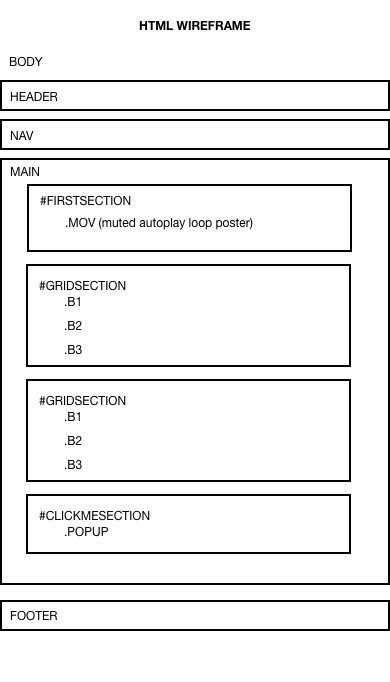 HTML WIREFRAME
BODY
HEADER
NAV
MAIN
#FIRSTSECTION
.MOV (muted autoplay loop poster)
#GRIDSECTION
.B1
.B2
.B3
#GRIDSECTION
.B1
.B2
.B3
#CLICKMESECTION
.POPUP
FOOTER